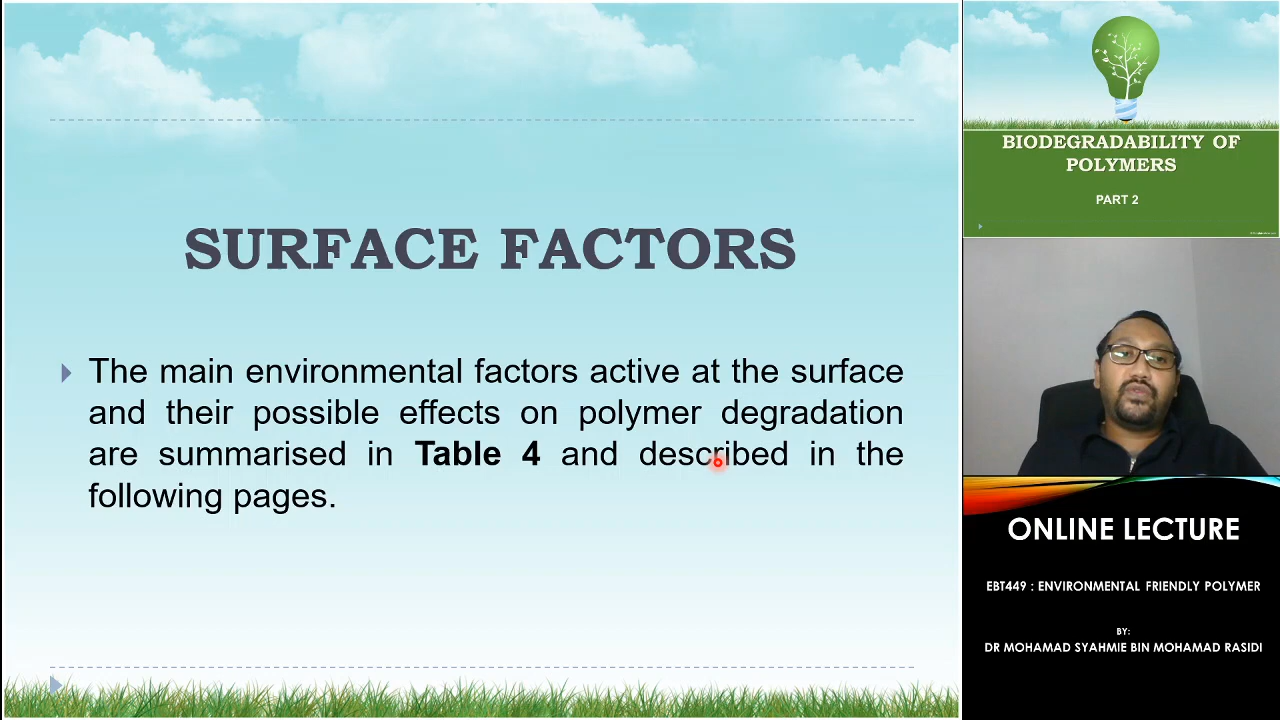 SURFACE FACTORS
The main environmental factors active at the surface
and their possible effects on polymer degradation
are summarised in Table 4 and described in the
following pages.
BIODEGRADABILITY OF
POLYMERS
PART 2
ONLINE LECTURE
EBT449 : ENVIRONMENTAL FRIENDLY POLYMER
BY:
DR MOHAMAD SYAHMIE BIN MOHAMAD RASIDI